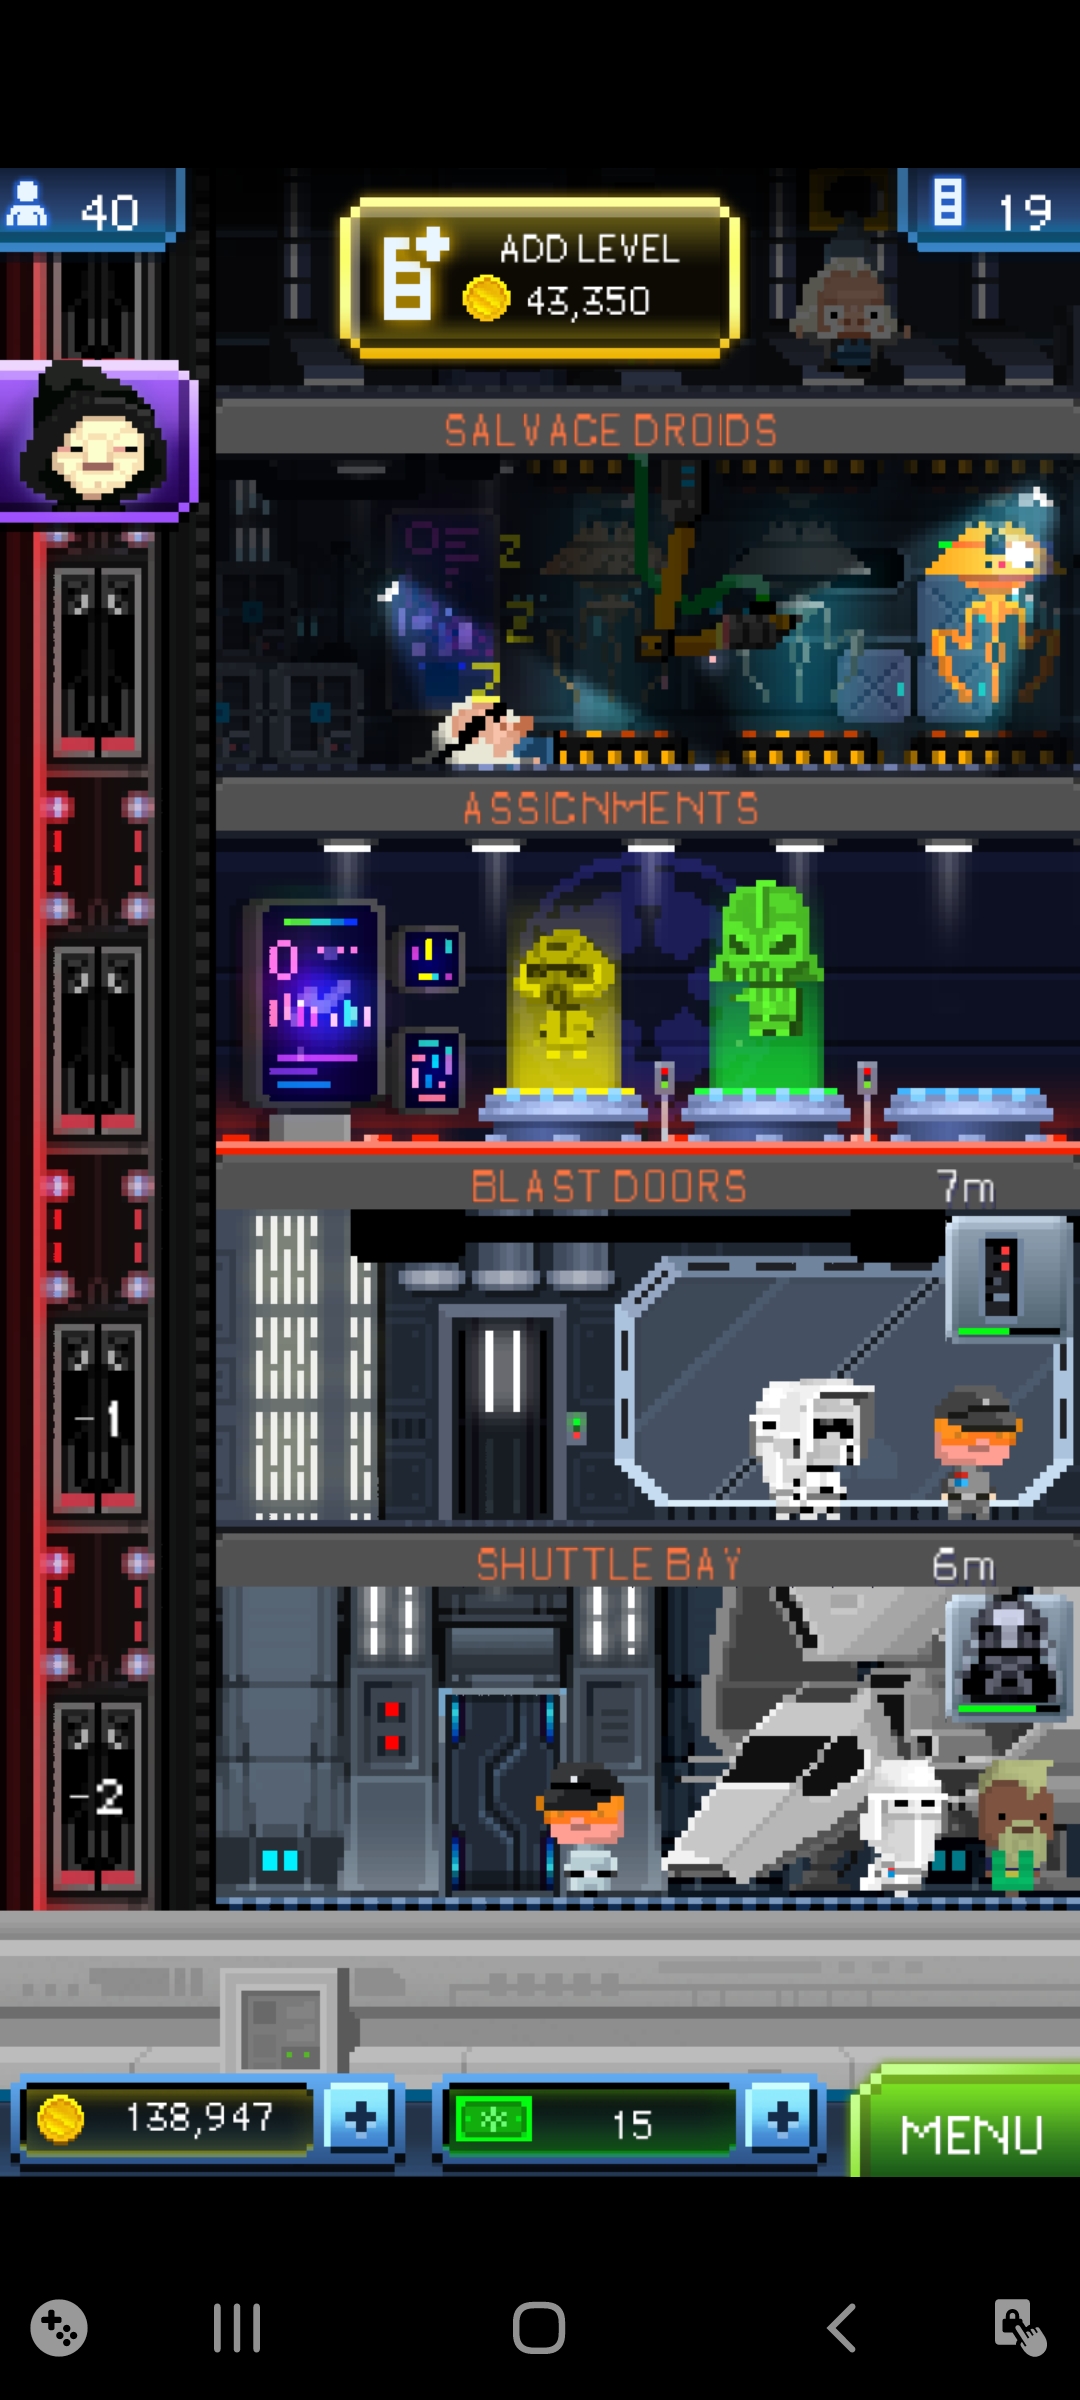 40
ADD LEVEL
43,350
19
SALVAGE DROIDS
Z
Z
Z
ASSIGNMENTS
BLAST DOORS
7m
-1
SHUTTLE BAY
6m
-2
138,947
15
MENU